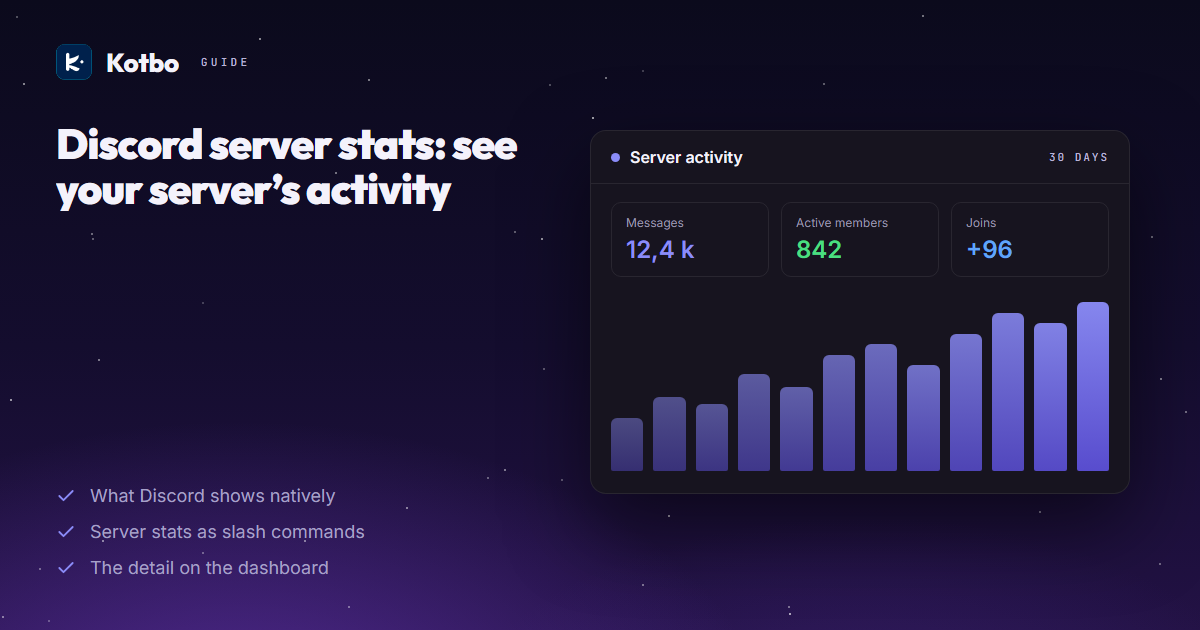 Kotbo GUIDE
Discord server stats: see
your server’s activity
What Discord shows natively
Server stats as slash commands
The detail on the dashboard
Server activity 30 DAYS
Messages
12,4 k
Active members
842
Joins
+96